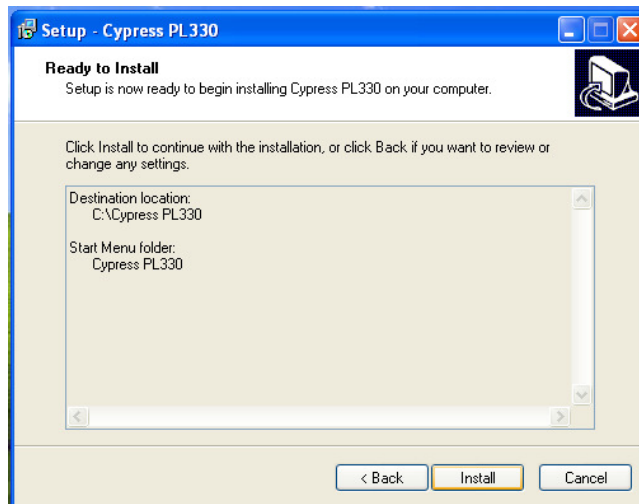 Setup - Cypress PL330
Ready to Install
Setup is now ready to begin installing Cypress PL330 on your computer.
Click Install to continue with the installation, or click Back if you want to review or
change any settings.
Destination location:
C:\Cypress PL330
Start Menu folder:
Cypress PL330
< Back
Install
Cancel